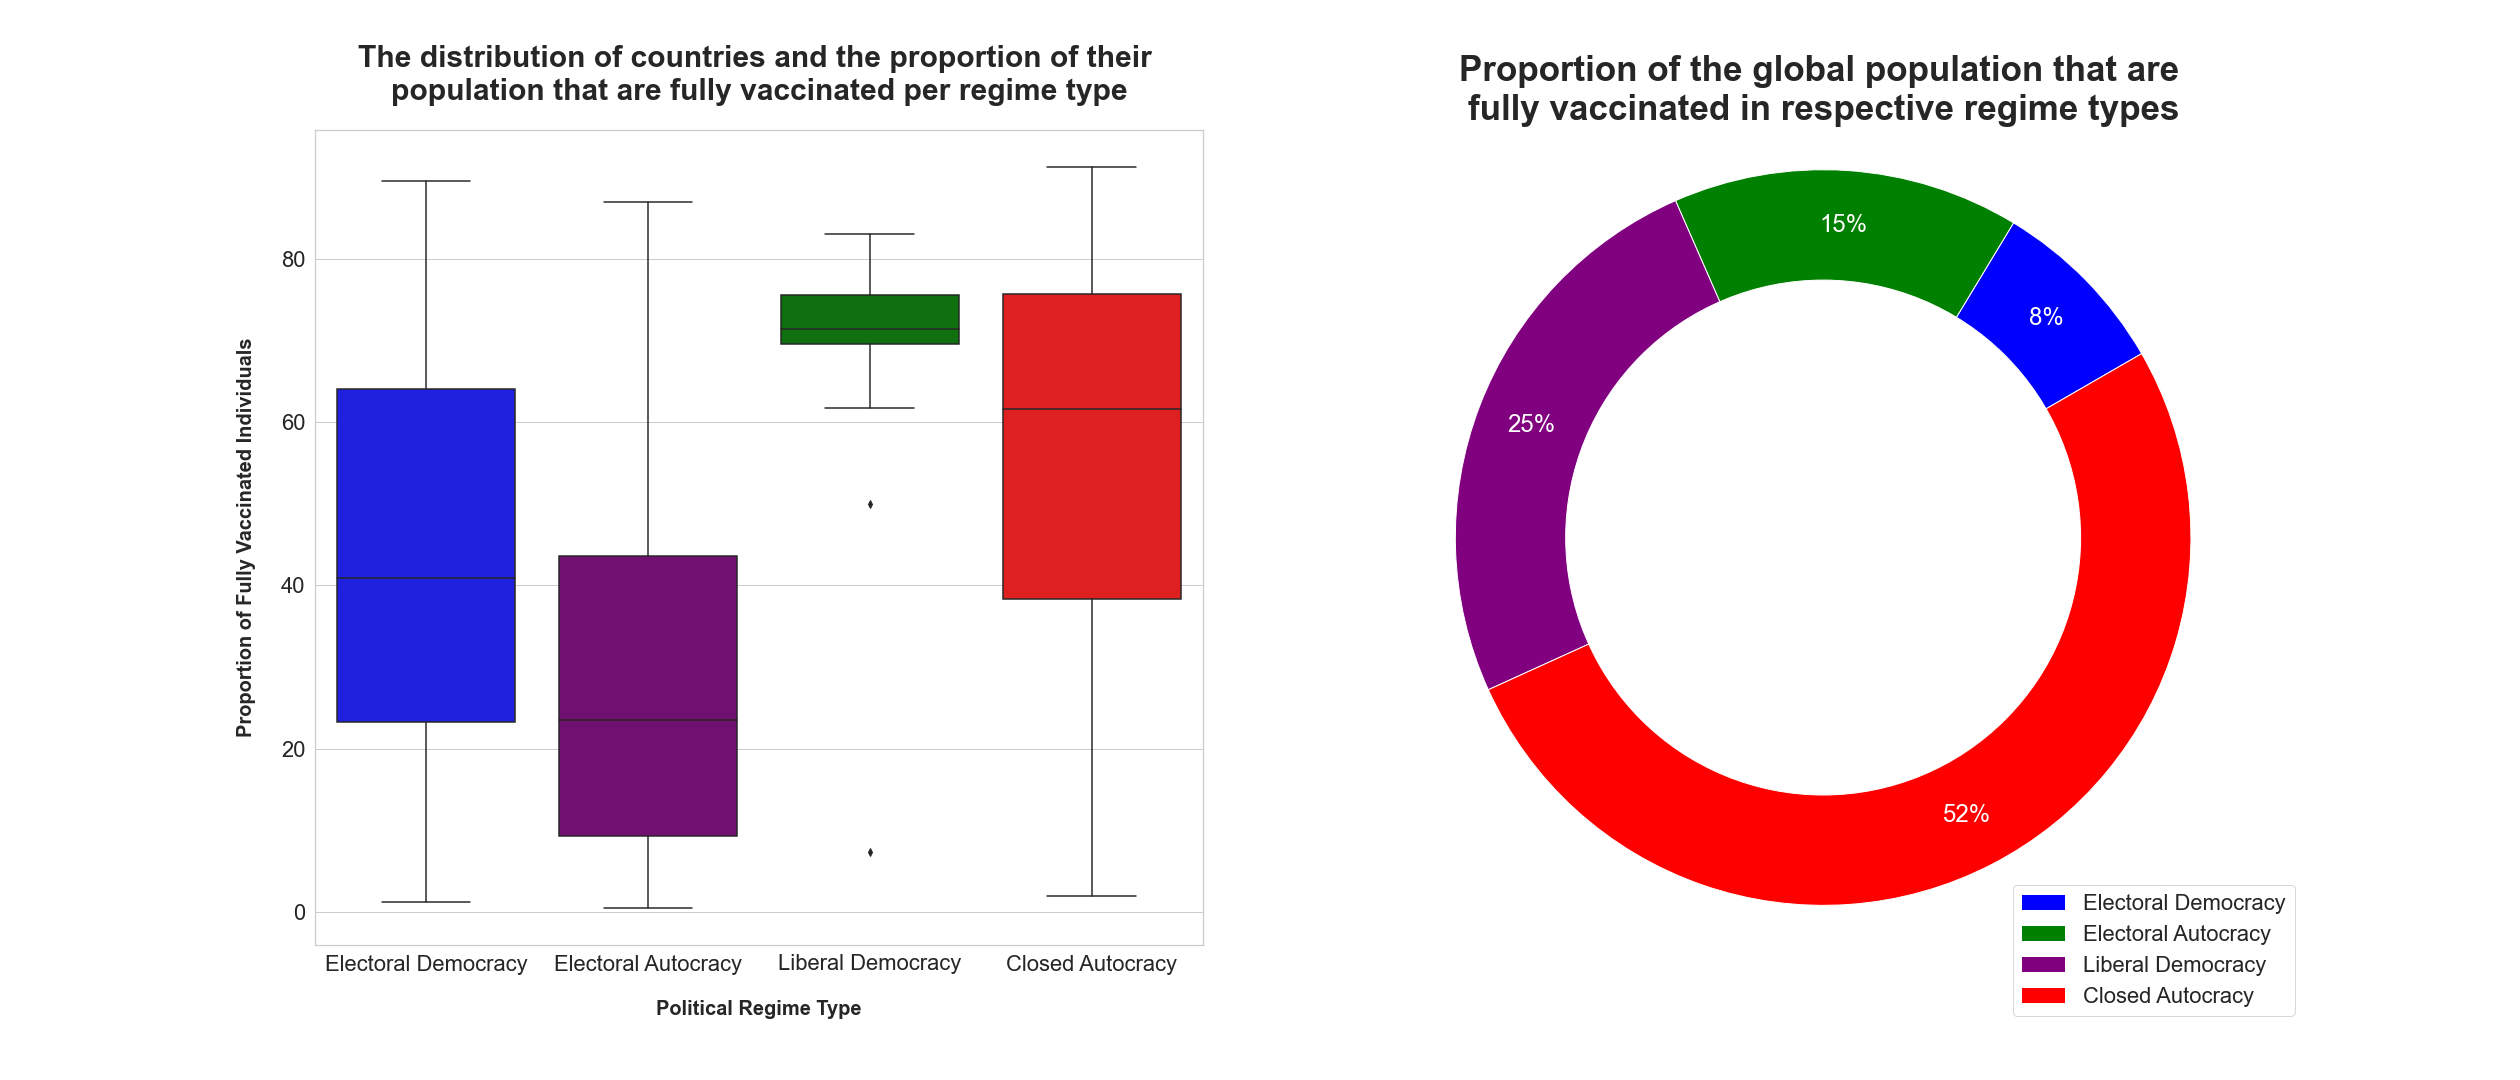 The distribution of countries and the proportion of their
population that are fully vaccinated per regime type
Proportion of Fully Vaccinated Individuals
80
60
40
20
0
Electoral Democracy
Electoral Autocracy
Liberal Democracy
Closed Autocracy
Political Regime Type
Proportion of the global population that are
fully vaccinated in respective regime types
15%
8%
25%
52%
Electoral Democracy
Electoral Autocracy
Liberal Democracy
Closed Autocracy